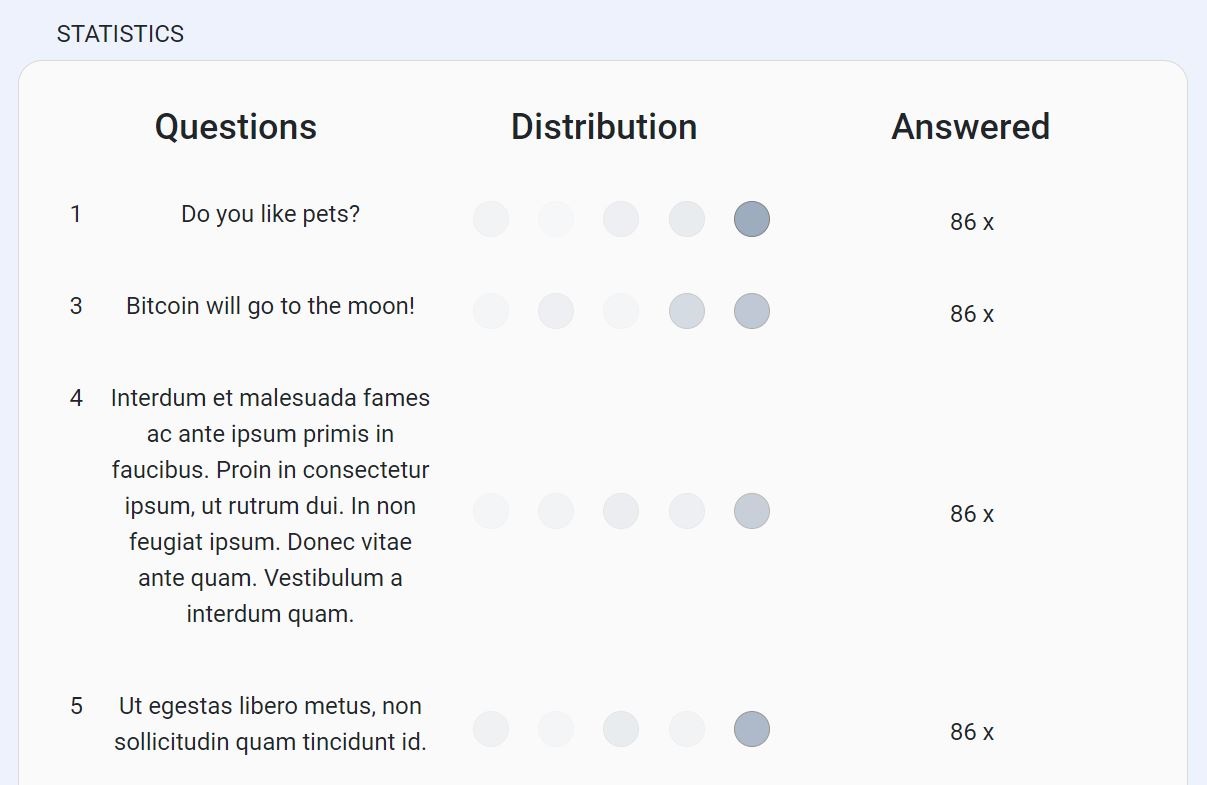 STATISTICS
Questions Distribution Answered
1 Do you like pets? 86 x
3 Bitcoin will go to the moon! 86 x
4 Interdum et malesuada fames
ac ante ipsum primis in
faucibus. Proin in consectetur
ipsum, ut rutrum dui. In non
feugiat ipsum. Donec vitae
ante quam. Vestibulum a
interdum quam.
86 x
5 Ut egestas libero metus, non
sollicitudin quam tincidunt id.
86 x